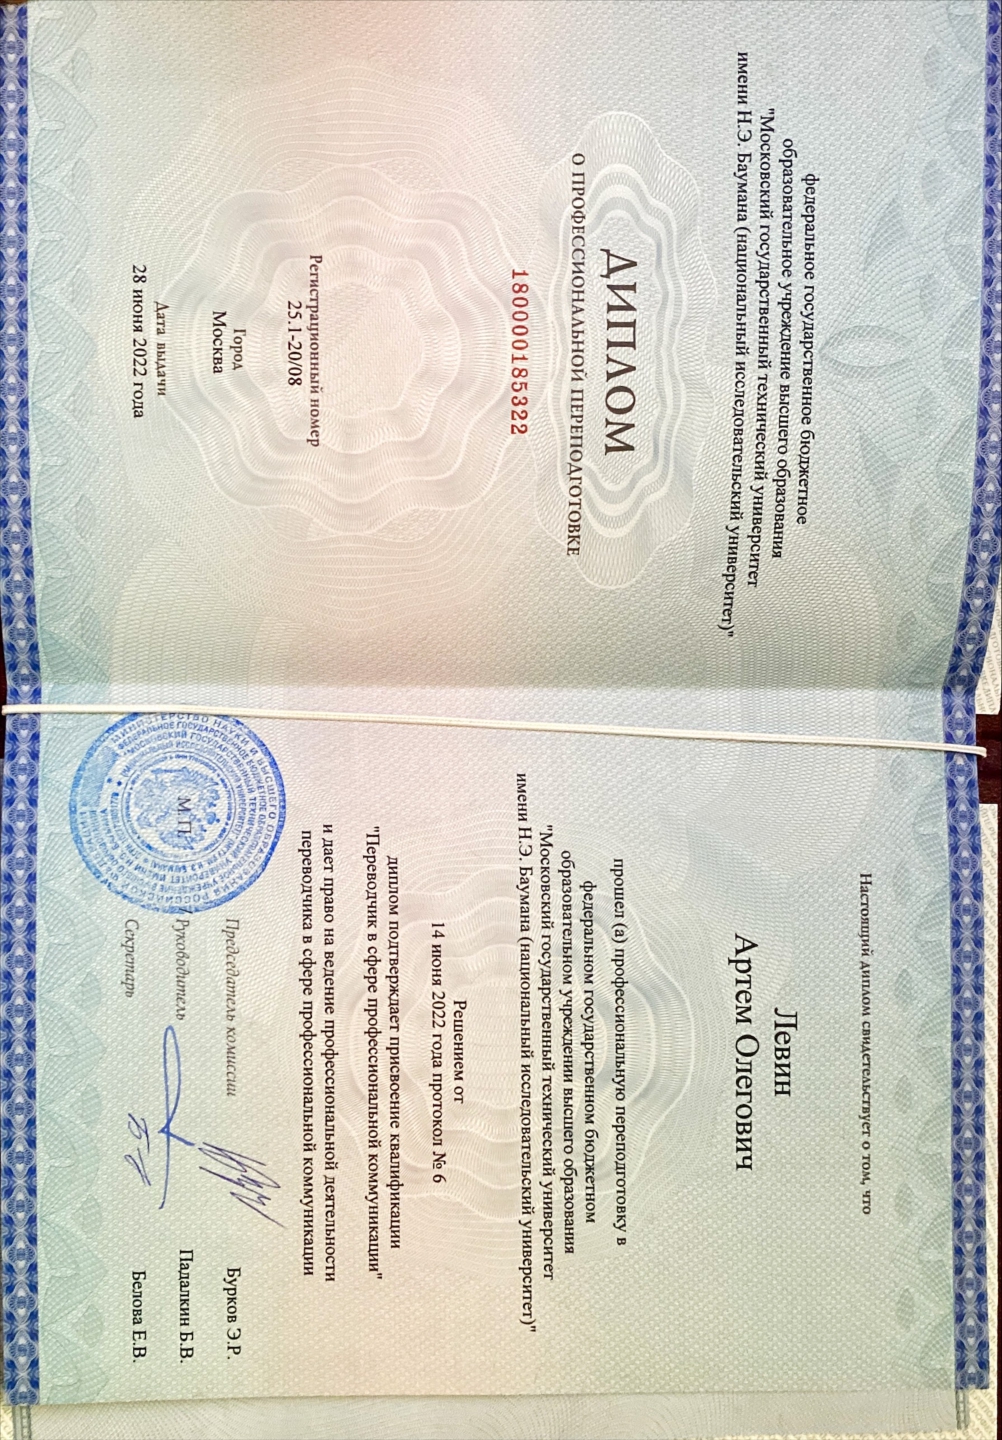 федеральное государственное бюджетное
образовательное учреждение высшего образования
"Московский государственный технический университет
имени Н.Э. Баумана (национальный исследовательский университет)"
ДИПЛОМ
О ПРОФЕССИОНАЛЬНОЙ ПЕРЕПОДГОТОВКЕ
180000185322
Регистрационный номер
25.1-20/08
Город
Москва
Дата выдачи
28 июня 2022 года
Настоящий диплом свидетельствует о том, что
Левин
Артем Олегович
прошел (а) профессиональную переподготовку в
федеральном государственном бюджетном
образовательном учреждении высшего образования
"Московский государственный технический университет
имени Н.Э. Баумана (национальный исследовательский университет)"
Решением от
14 июня 2022 года протокол № 6
диплом подтверждает присвоение квалификации
"Переводчик в сфере профессиональной коммуникации"
и дает право на ведение профессиональной деятельности
переводчика в сфере профессиональной коммуникации
Председатель комиссии Бурков Э.Р.
М.П. / Руководитель Падалкин Б.В.
Секретарь Белова Е.В.